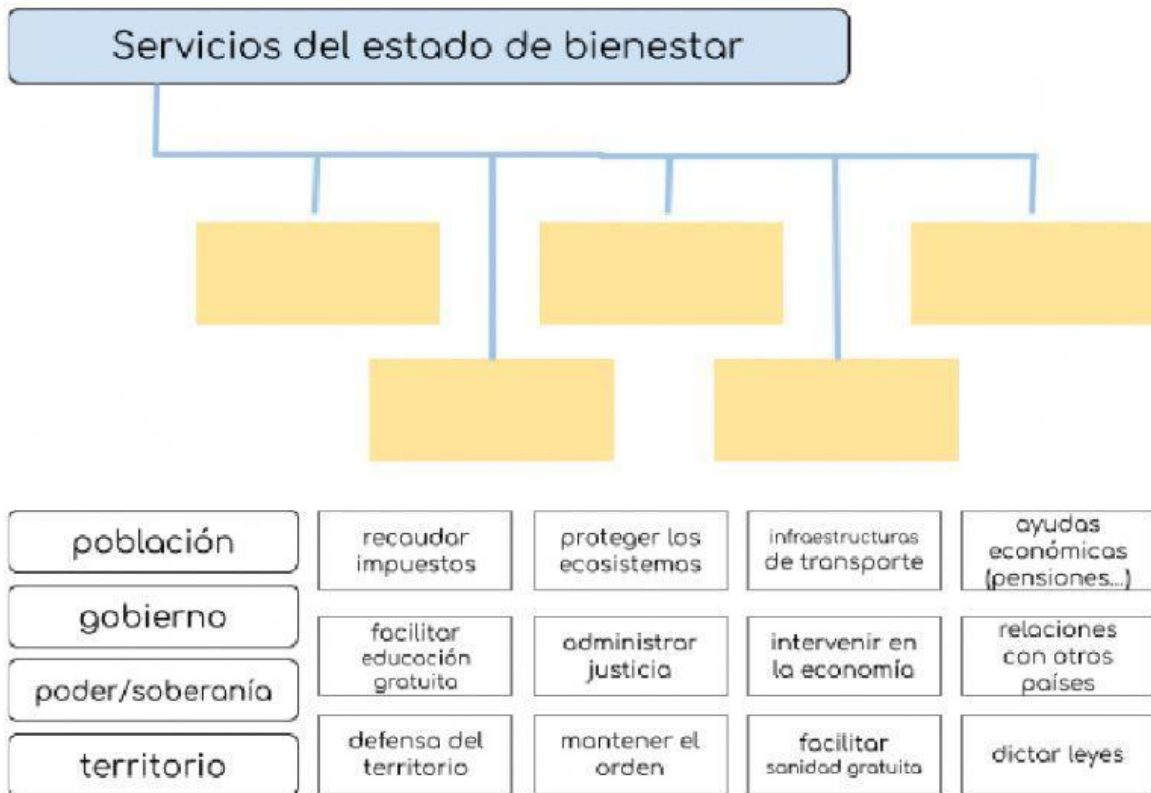 Servicios del estado de bienestar
población
gobierno
poder/soberanía
territorio
recaudar
impuestos
proteger los
ecosistemas
infraestructuras
de transporte
ayudas
económicas
(pensiones...)
facilitar
educación
gratuita
administrar
justicia
intervenir en
la economía
relaciones
con otros
países
defensa del
territorio
mantener el
orden
facilitar
sanidad gratuita
dictar leyes